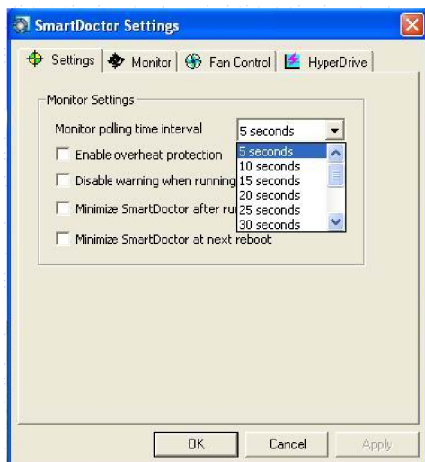 SmartDoctor Settings
Settings Monitor Fan Control HyperDrive
Monitor Settings
Monitor polling time interval 5 seconds
Enable overheat protection 5 seconds
10 seconds
Disable warning when running 15 seconds
20 seconds
Minimize SmartDoctor after 25 seconds
30 seconds
Minimize SmartDoctor at next reboot
OK Cancel Apply